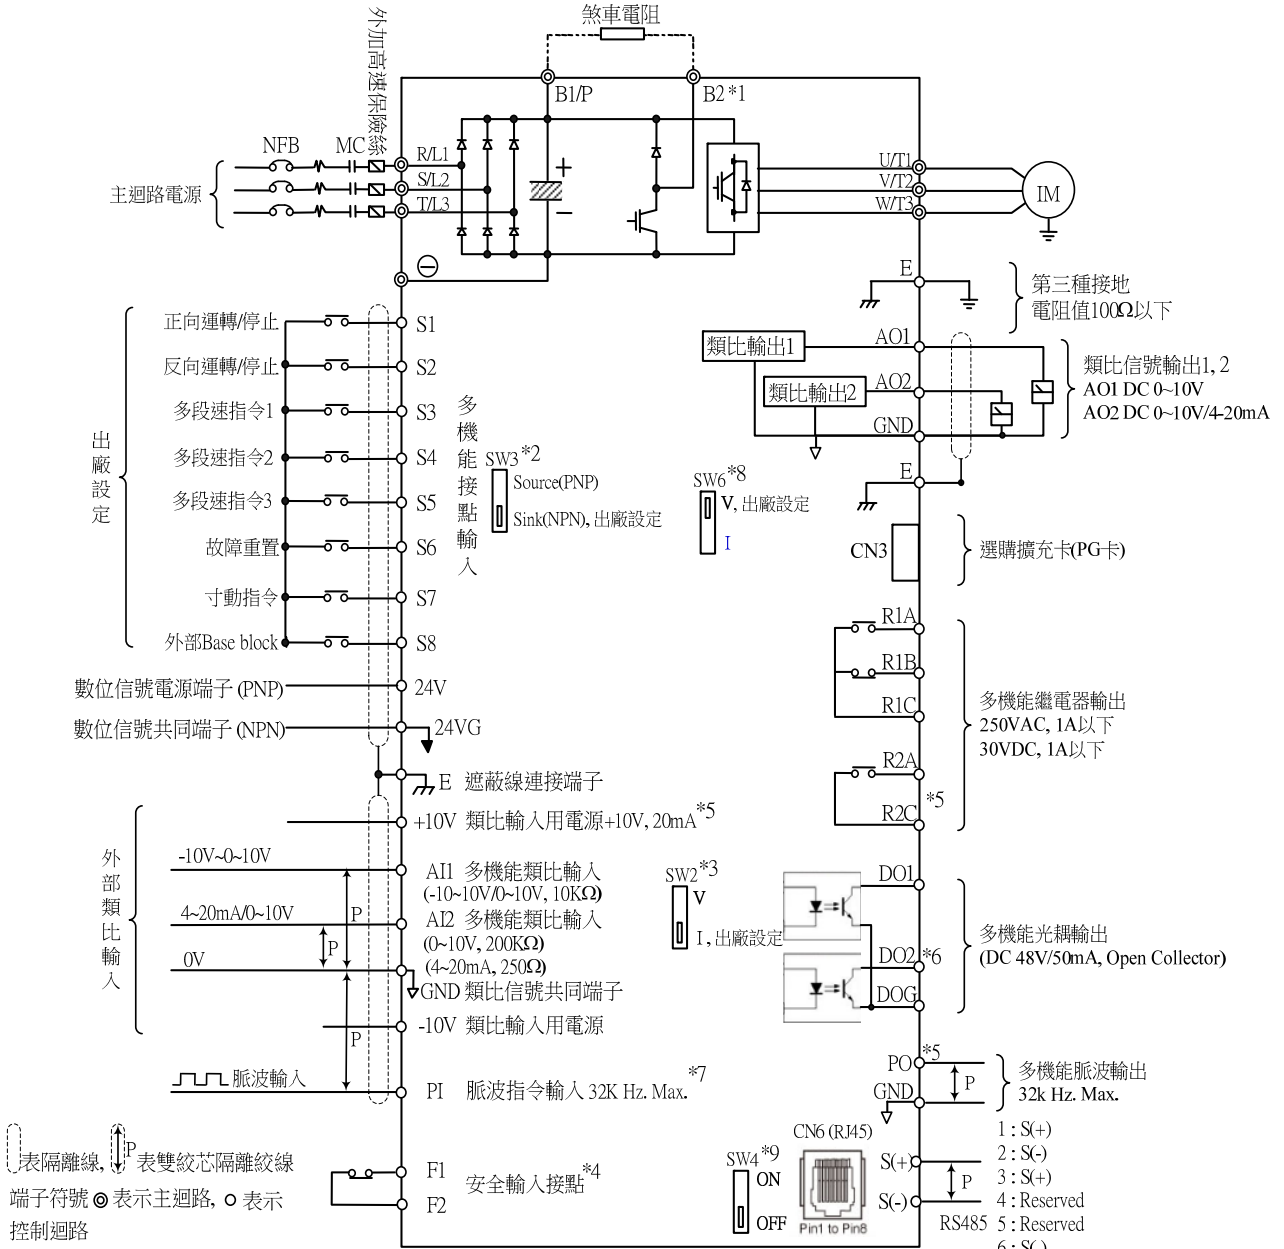 煞車電阻
外加高速保險絲
B1/P
B2*1
NFB
MC
主迴路電源
R/L1
S/L2
T/L3
+
−
U/T1
V/T2
W/T3
IM
E
第三種接地
電阻值100Ω以下
出廠設定
正向運轉/停止
S1
反向運轉/停止
S2
多段速指令1
S3
多段速指令2
S4
多段速指令3
S5
故障重置
S6
寸動指令
S7
外部Base block
S8
多機能接點輸入
SW3*2
Source(PNP)
Sink(NPN), 出廠設定
類比輸出1
AO1
類比輸出2
AO2
GND
類比信號輸出1, 2
AO1 DC 0~10V
AO2 DC 0~10V/4-20mA
E
SW6*8
V, 出廠設定
I
CN3
選購擴充卡(PG卡)
R1A
R1B
R1C
R2A
R2C
*5
多機能繼電器輸出
250VAC, 1A以下
30VDC, 1A以下
數位信號電源端子 (PNP)
24V
數位信號共同端子 (NPN)
24VG
E 遮蔽線連接端子
外部類比輸入
+10V 類比輸入用電源+10V, 20mA*5
-10V~0~10V
AI1 多機能類比輸入
(-10~10V/0~10V, 10KΩ)
4~20mA/0~10V
P
AI2 多機能類比輸入
(0~10V, 200KΩ)
P
(4~20mA, 250Ω)
0V
GND 類比信號共同端子
-10V 類比輸入用電源
P
脈波輸入
PI 脈波指令輸入 32K Hz. Max.*7
SW2*3
V
I, 出廠設定
DO1
DO2
*6
DOG
多機能光耦輸出
(DC 48V/50mA, Open Collector)
PO
*5
GND
P
多機能脈波輸出
32k Hz. Max.
表隔離線,
P
表雙絞芯隔離絞線
端子符號 表示主迴路, 表示
控制迴路
F1
F2
安全輸入接點*4
SW4*9
ON
OFF
CN6 (RJ45)
Pin1 to Pin8
S(+)
S(-)
P
RS485
1 : S(+)
2 : S(-)
3 : S(+)
4 : Reserved
5 : Reserved
6 : S(-)